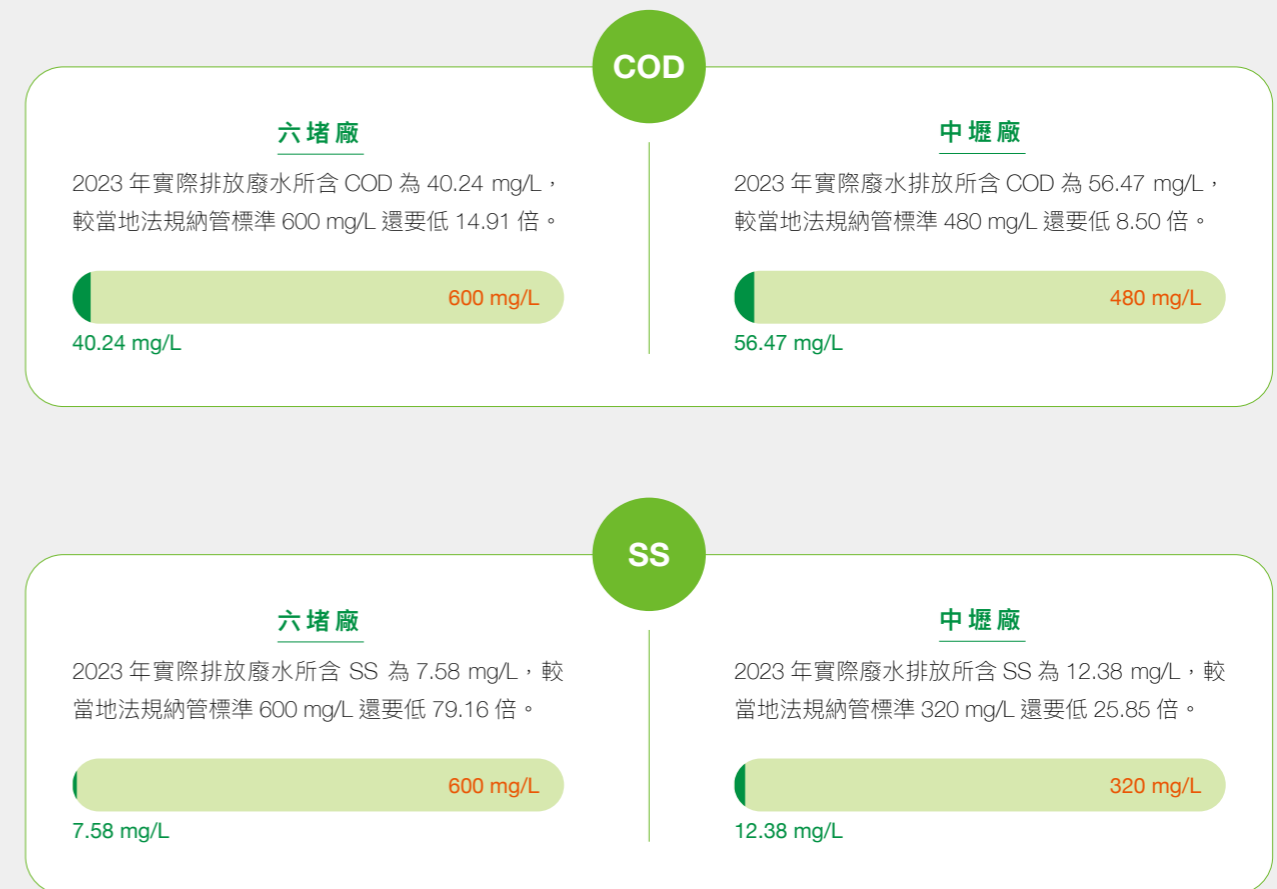 COD
六堵廠
2023 年實際排放廢水所含 COD 為 40.24 mg/L，
較當地法規納管標準 600 mg/L 還要低 14.91 倍。
600 mg/L
40.24 mg/L
中壢廠
2023 年實際廢水排放所含 COD 為 56.47 mg/L，
較當地法規納管標準 480 mg/L 還要低 8.50 倍。
480 mg/L
56.47 mg/L
SS
六堵廠
2023 年實際排放廢水所含 SS 為 7.58 mg/L，較
當地法規納管標準 600 mg/L 還要低 79.16 倍。
600 mg/L
7.58 mg/L
中壢廠
2023 年實際廢水排放所含 SS 為 12.38 mg/L，較
當地法規納管標準 320 mg/L 還要低 25.85 倍。
320 mg/L
12.38 mg/L